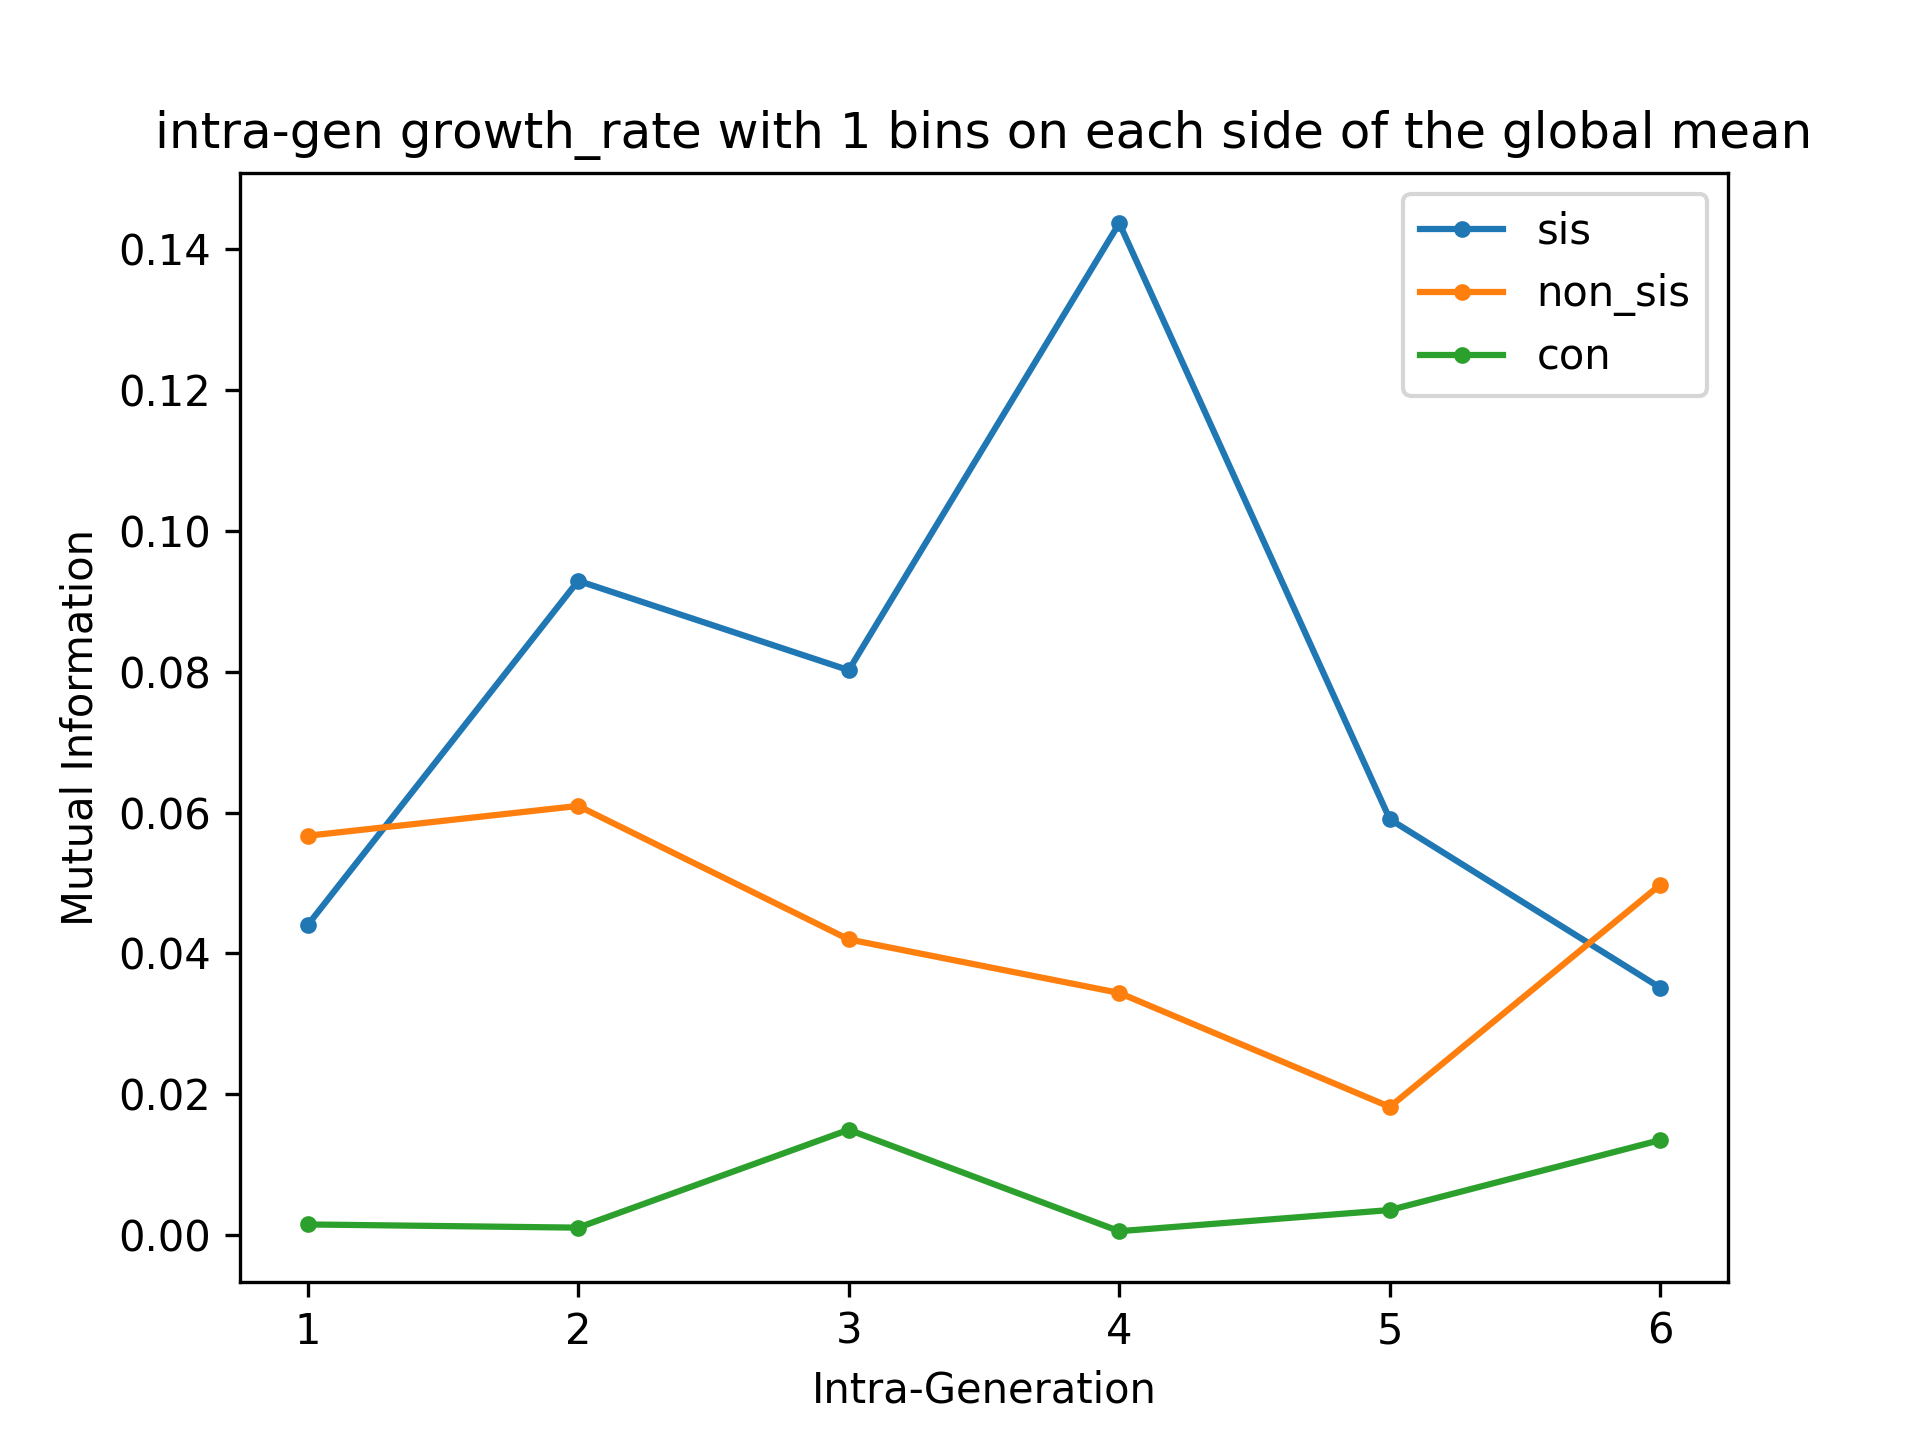 intra-gen growth_rate with 1 bins on each side of the global mean
sis
non_sis
con
Mutual Information
0.14
0.12
0.10
0.08
0.06
0.04
0.02
0.00
1 2 3 4 5 6
Intra-Generation